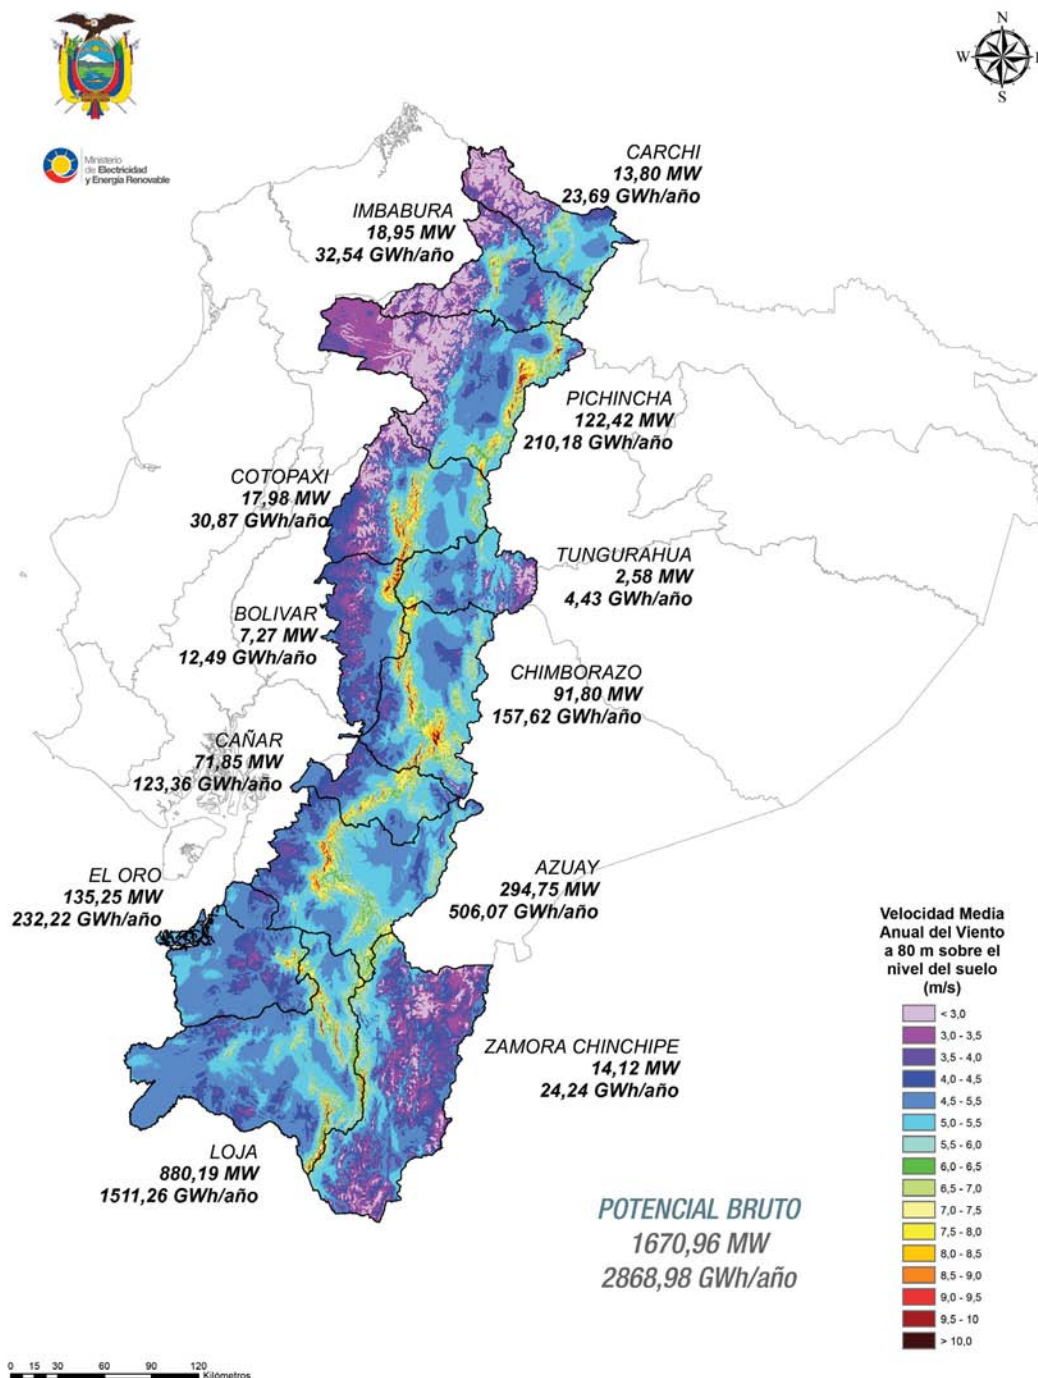 Ministerio
de Electricidad
y Energía Renovable
N
W
S
CARCHI
13,80 MW
23,69 GWh/año
IMBABURA
18,95 MW
32,54 GWh/año
PICHINCHA
122,42 MW
210,18 GWh/año
COTOPAXI
17,98 MW
30,87 GWh/año
TUNGURAHUA
2,58 MW
4,43 GWh/año
BOLIVAR
7,27 MW
12,49 GWh/año
CHIMBORAZO
91,80 MW
157,62 GWh/año
CAÑAR
71,85 MW
123,36 GWh/año
AZUAY
294,75 MW
506,07 GWh/año
EL ORO
135,25 MW
232,22 GWh/año
ZAMORA CHINCHIPE
14,12 MW
24,24 GWh/año
LOJA
880,19 MW
1511,26 GWh/año
POTENCIAL BRUTO
1670,96 MW
2868,98 GWh/año
Velocidad Media
Anual del Viento
a 80 m sobre el
nivel del suelo
(m/s)
< 3,0
3,0 - 3,5
3,5 - 4,0
4,0 - 4,5
4,5 - 5,5
5,0 - 5,5
5,5 - 6,0
6,0 - 6,5
6,5 - 7,0
7,0 - 7,5
7,5 - 8,0
8,0 - 8,5
8,5 - 9,0
9,0 - 9,5
9,5 - 10
> 10,0
0 15 30 60 90 120
Kilómetros